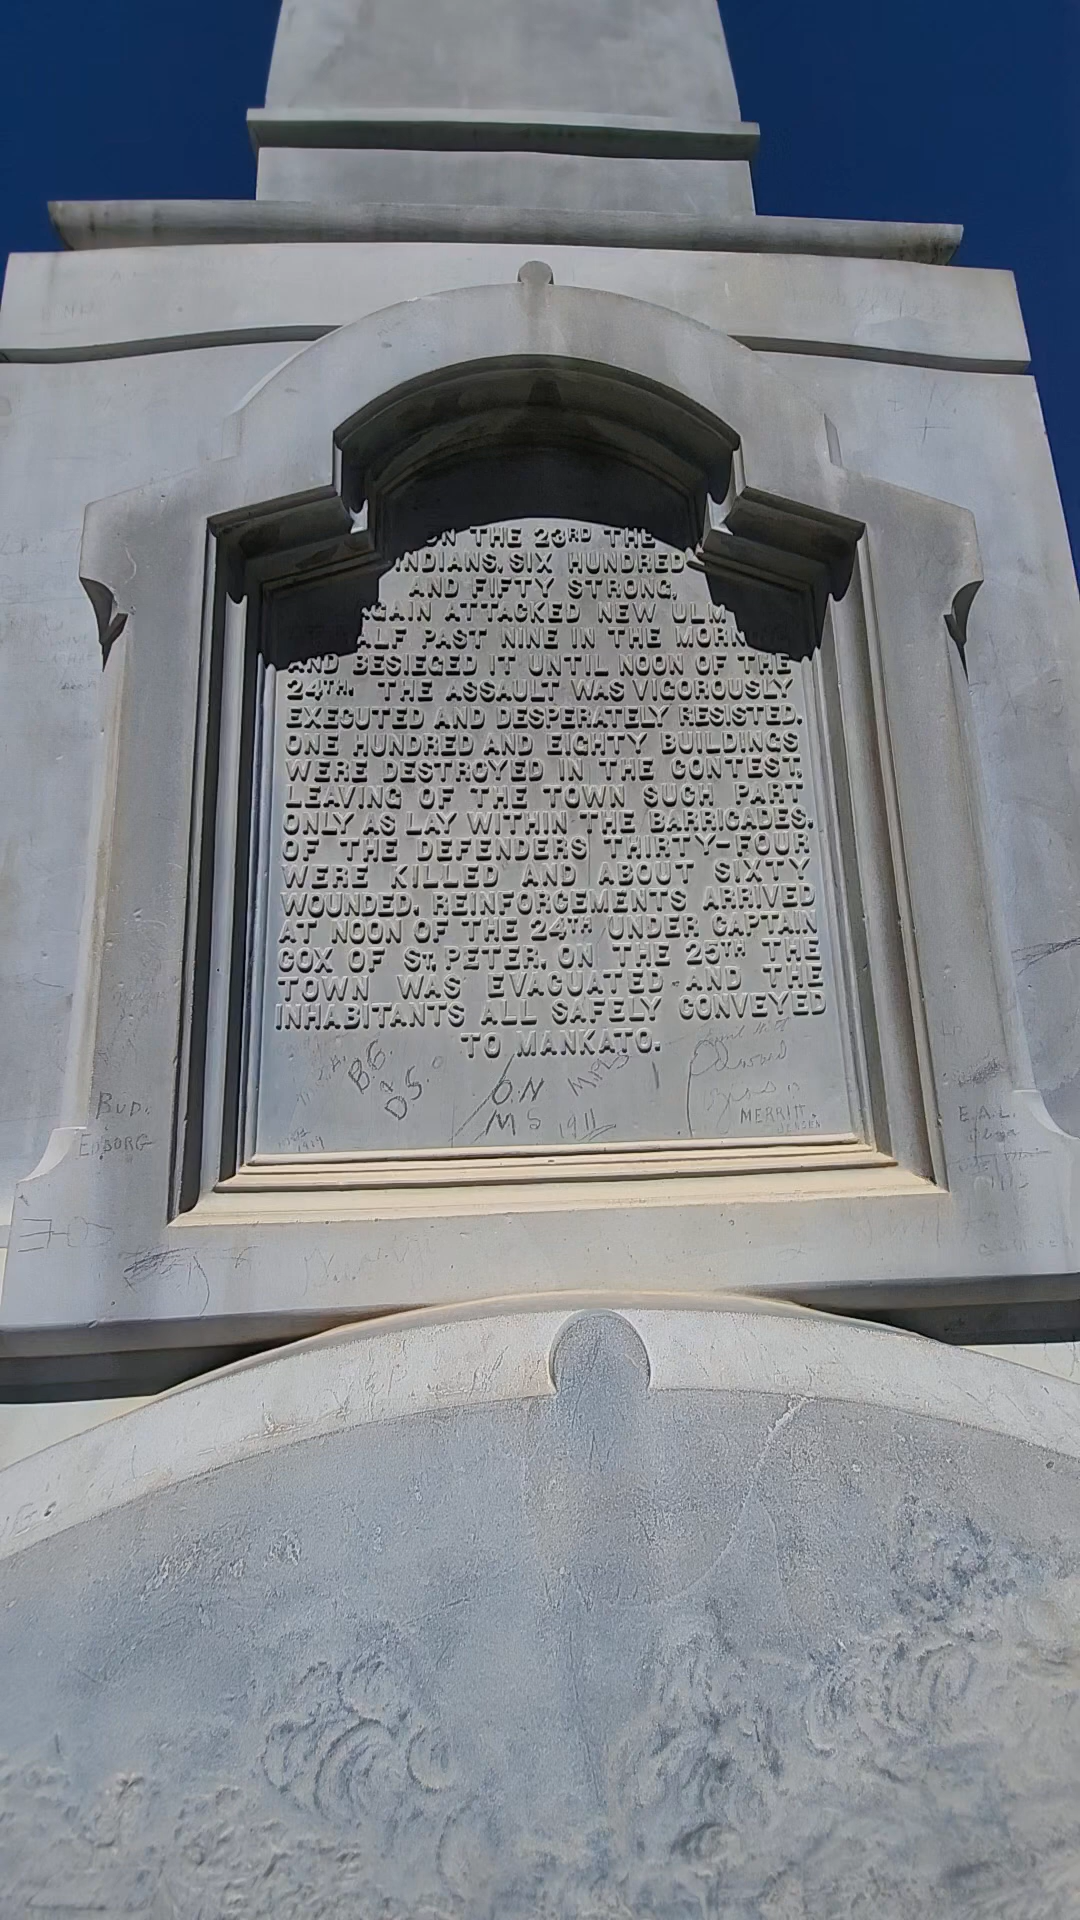 ON THE 23RD THE
INDIANS, SIX HUNDRED
AND FIFTY STRONG,
AGAIN ATTACKED NEW ULM
HALF PAST NINE IN THE MORNING
AND BESIEGED IT UNTIL NOON OF THE
24TH. THE ASSAULT WAS VIGOROUSLY
EXECUTED AND DESPERATELY RESISTED.
ONE HUNDRED AND EIGHTY BUILDINGS
WERE DESTROYED IN THE CONTEST,
LEAVING OF THE TOWN SUCH PART
ONLY AS LAY WITHIN THE BARRICADES.
OF THE DEFENDERS THIRTY-FOUR
WERE KILLED AND ABOUT SIXTY
WOUNDED. REINFORCEMENTS ARRIVED
AT NOON OF THE 24TH UNDER CAPTAIN
COX OF ST. PETER. ON THE 25TH THE
TOWN WAS EVACUATED AND THE
INHABITANTS ALL SAFELY CONVEYED
TO MANKATO.
B.G.
&
D.S.
O.N
MS 1911
Edward
MERRITT
JENSEN
BUD.
EDBORG
E.A.L.